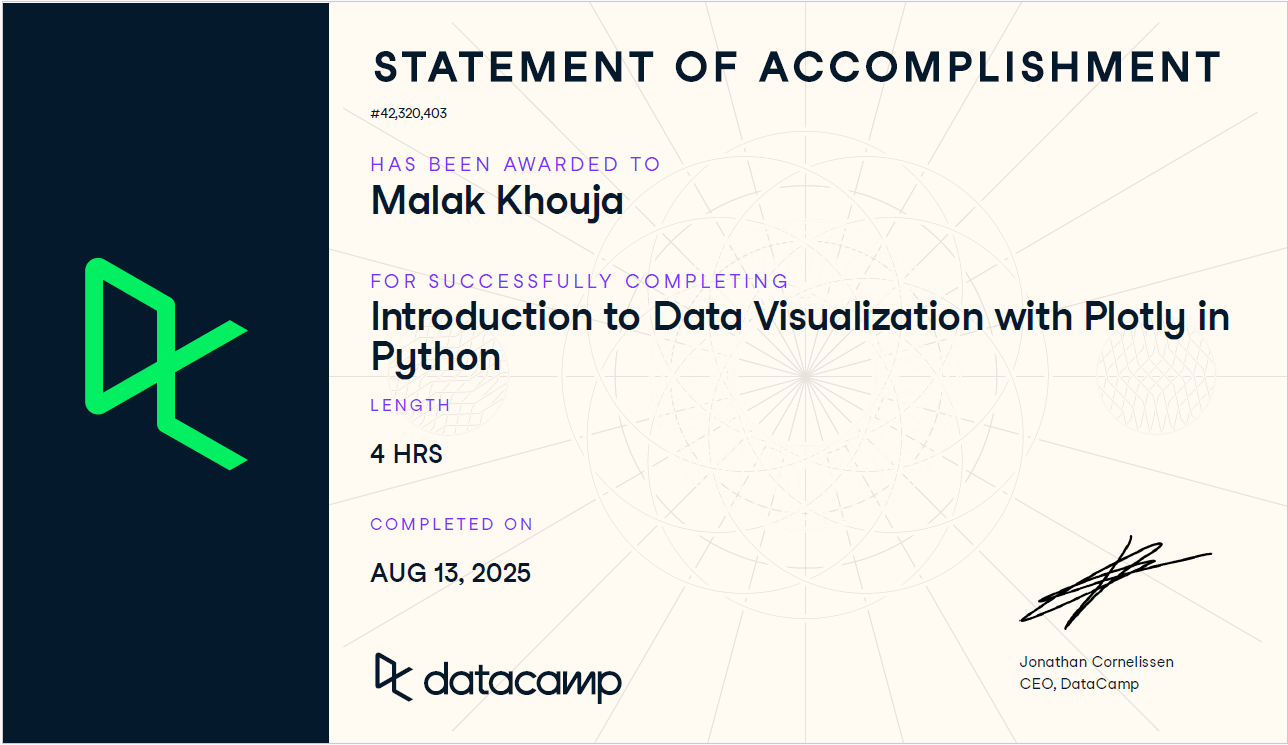 STATEMENT OF ACCOMPLISHMENT
#42,320,403
HAS BEEN AWARDED TO
Malak Khouja
FOR SUCCESSFULLY COMPLETING
Introduction to Data Visualization with Plotly in
Python
LENGTH
4 HRS
COMPLETED ON
AUG 13, 2025
datacamp
Jonathan Cornelissen
CEO, DataCamp